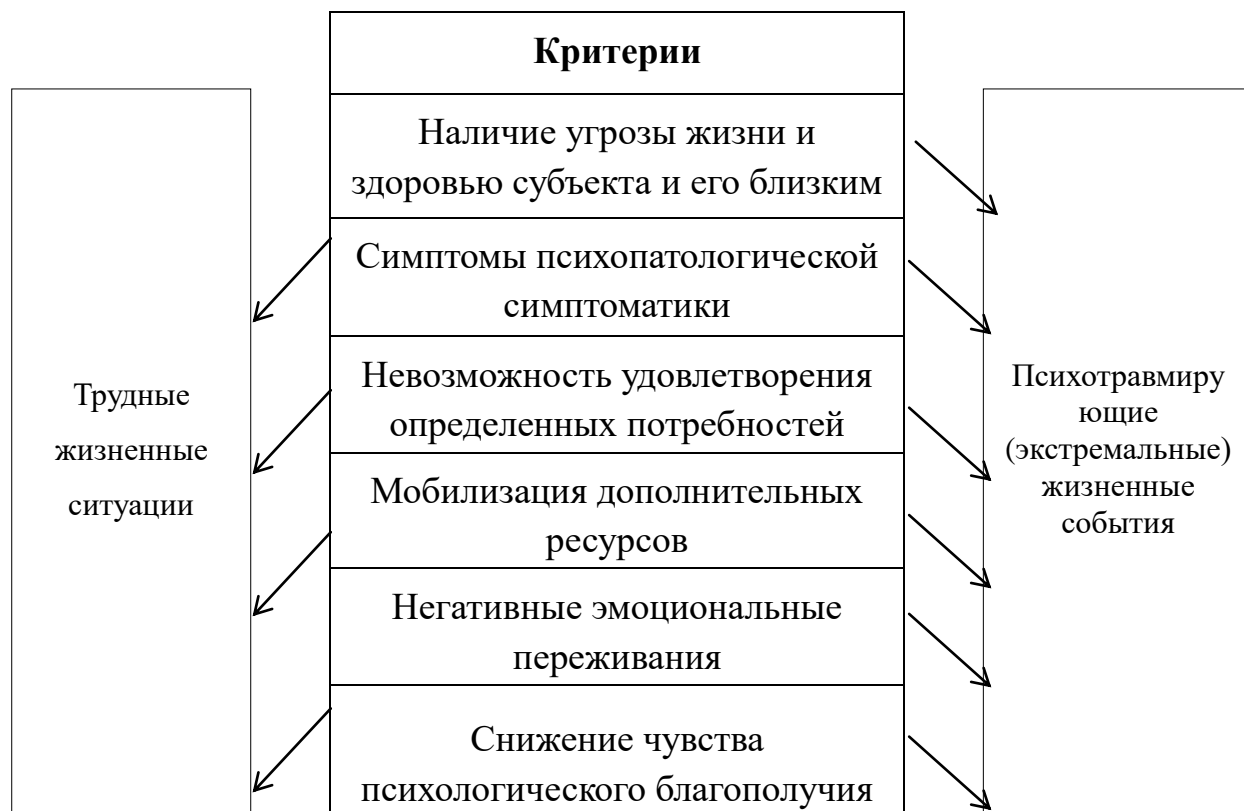 Критерии
Наличие угрозы жизни и
здоровью субъекта и его близким
Симптомы психопатологической
симптоматики
Невозможность удовлетворения
определенных потребностей
Мобилизация дополнительных
ресурсов
Негативные эмоциональные
переживания
Снижение чувства
психологического благополучия
Трудные
жизненные
ситуации
Психотравмиру
ющие
(экстремальные)
жизненные
события